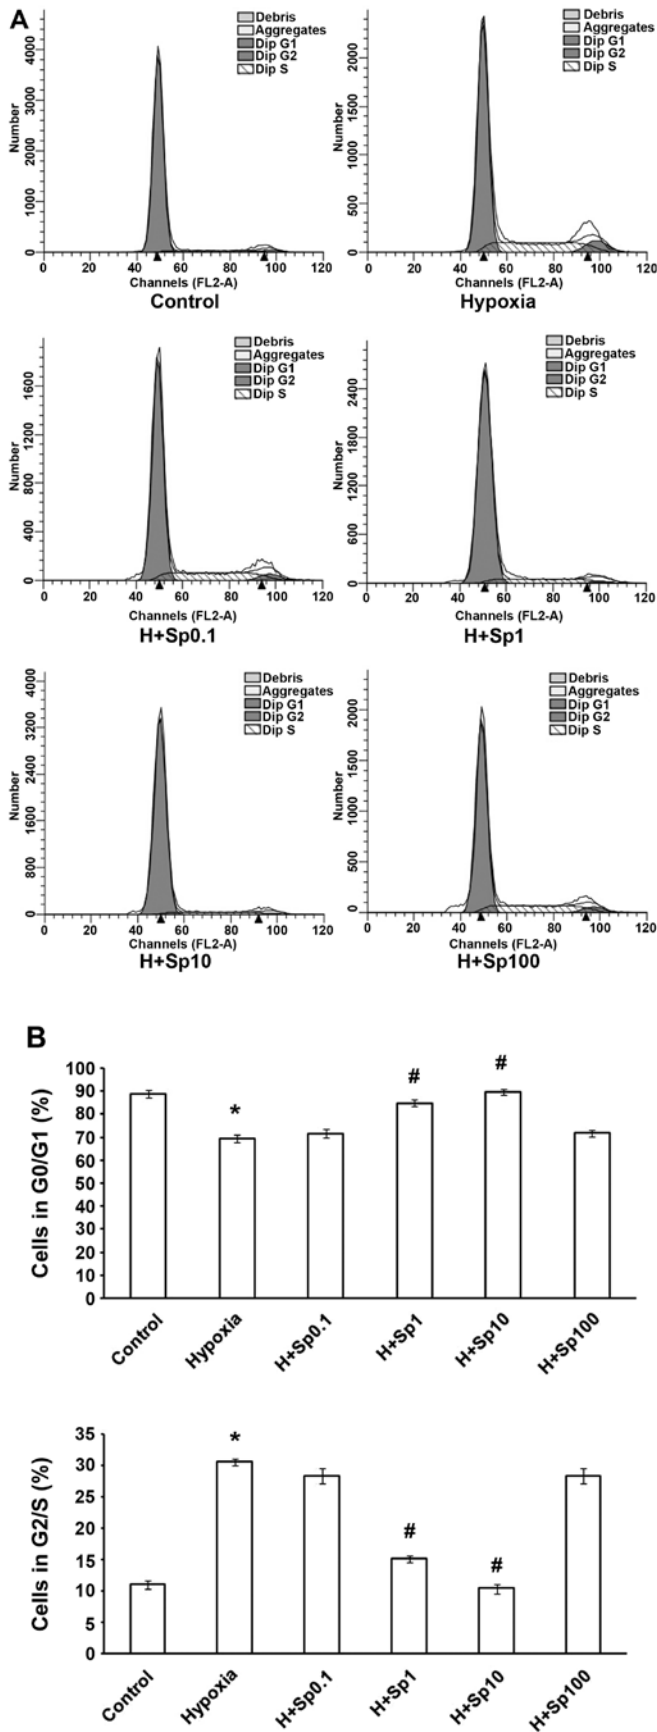 A
Debris
Aggregates
Dip G1
Dip G2
Dip S
Number
4000
3000
2000
1000
0
0 20 40 60 80 100 120
Channels (FL2-A)
Control
Debris
Aggregates
Dip G1
Dip G2
Dip S
Number
2000
1500
1000
500
0
0 20 40 60 80 100 120
Channels (FL2-A)
Hypoxia
Debris
Aggregates
Dip G1
Dip G2
Dip S
Number
1600
1200
800
400
0
0 20 40 60 80 100 120
Channels (FL2-A)
H+Sp0.1
Debris
Aggregates
Dip G1
Dip G2
Dip S
Number
2400
1800
1200
600
0
0 20 40 60 80 100 120
Channels (FL2-A)
H+Sp1
Debris
Aggregates
Dip G1
Dip G2
Dip S
Number
4000
3200
2400
1600
800
0
0 20 40 60 80 100 120
Channels (FL2-A)
H+Sp10
Debris
Aggregates
Dip G1
Dip G2
Dip S
Number
2000
1500
1000
500
0
0 20 40 60 80 100 120
Channels (FL2-A)
H+Sp100
B
Cells in G0/G1 (%)
100
90
80
70
60
50
40
30
20
10
0
* # #
Control Hypoxia H+Sp0.1 H+Sp1 H+Sp10 H+Sp100
Cells in G2/S (%)
35
30
25
20
15
10
5
0
* # #
Control Hypoxia H+Sp0.1 H+Sp1 H+Sp10 H+Sp100